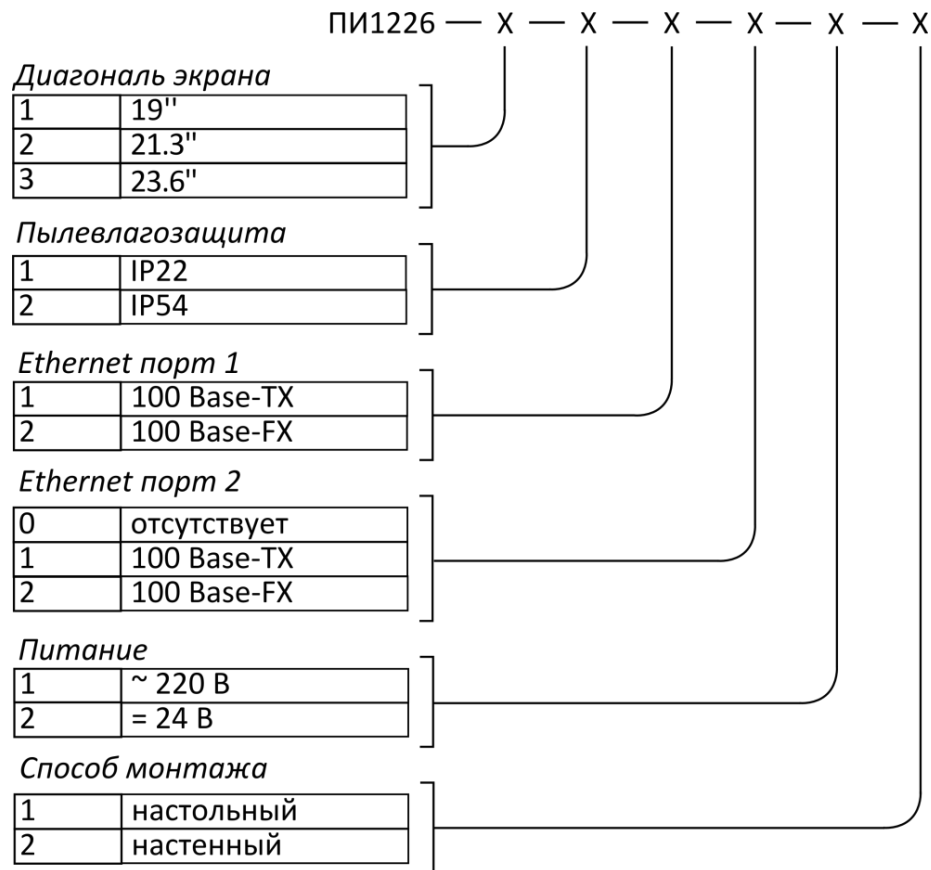 ПИ1226 — X — X — X — X — X — X
Диагональ экрана
1 19''
2 21.3"
3 23.6"
Пылевлагозащита
1 IP22
2 IP54
Ethernet порт 1
1 100 Base-TX
2 100 Base-FX
Ethernet порт 2
0 отсутствует
1 100 Base-TX
2 100 Base-FX
Питание
1 ~ 220 В
2 = 24 В
Способ монтажа
1 настольный
2 настенный